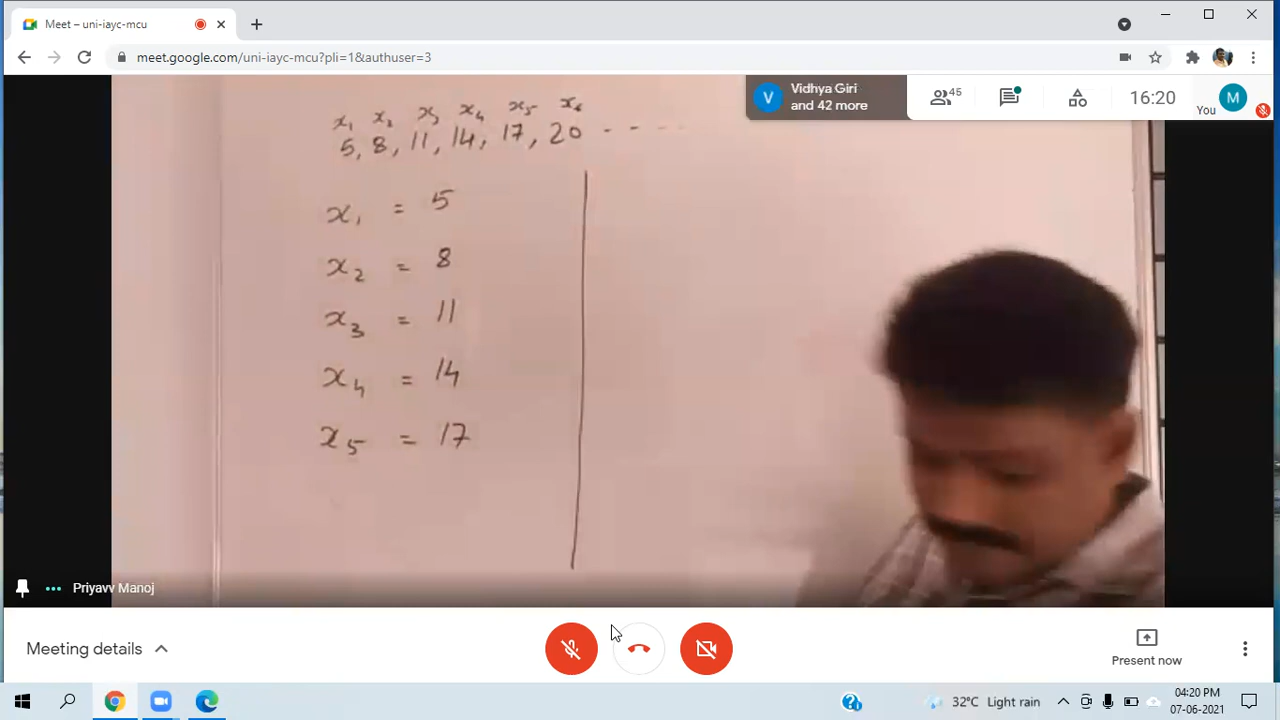 Meet – uni-iayc-mcu
meet.google.com/uni-iayc-mcu?pli=1&authuser=3
V Vidhya Giri and 42 more
45
16:20
You
M
x₁ x₂ x₃ x₄ x₅ x₆
5, 8, 11, 14, 17, 20 - - - -
x₁ = 5
x₂ = 8
x₃ = 11
x₄ = 14
x₅ = 17
Priyavv Manoj
Meeting details
Present now
32°C Light rain
04:20 PM
07-06-2021